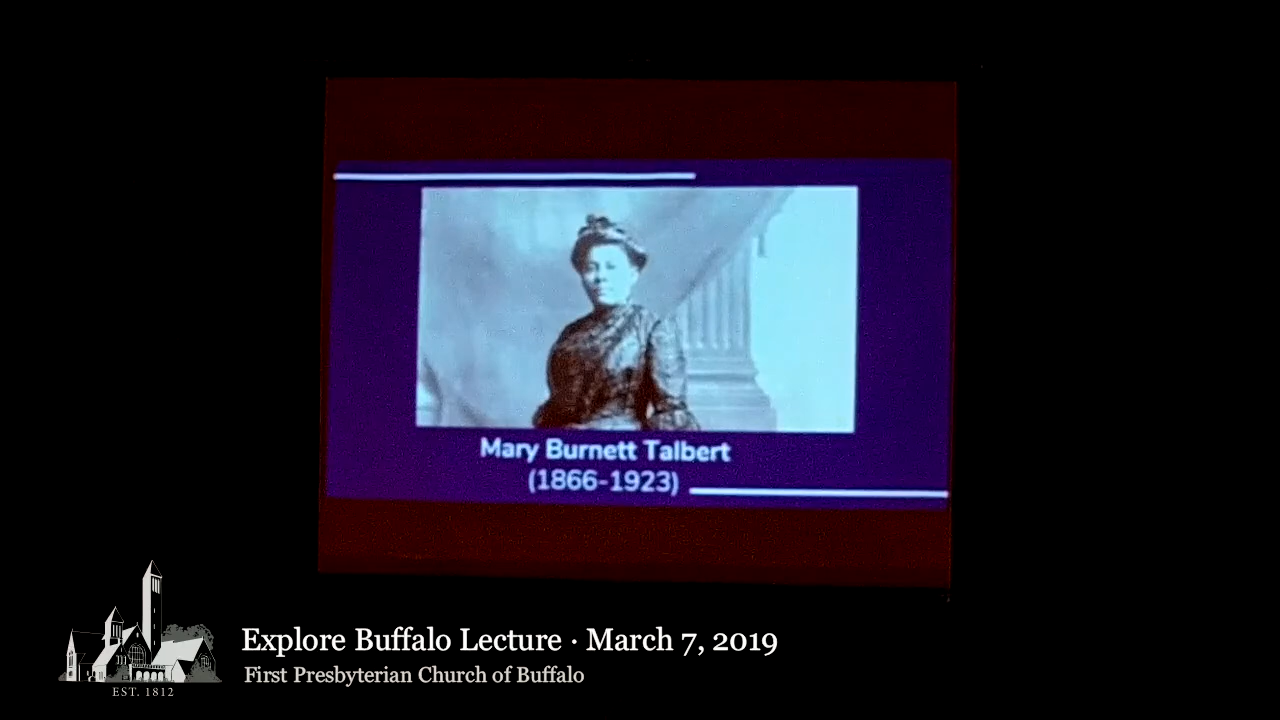 Mary Burnett Talbert
(1866-1923)
Explore Buffalo Lecture · March 7, 2019
First Presbyterian Church of Buffalo
EST. 1812